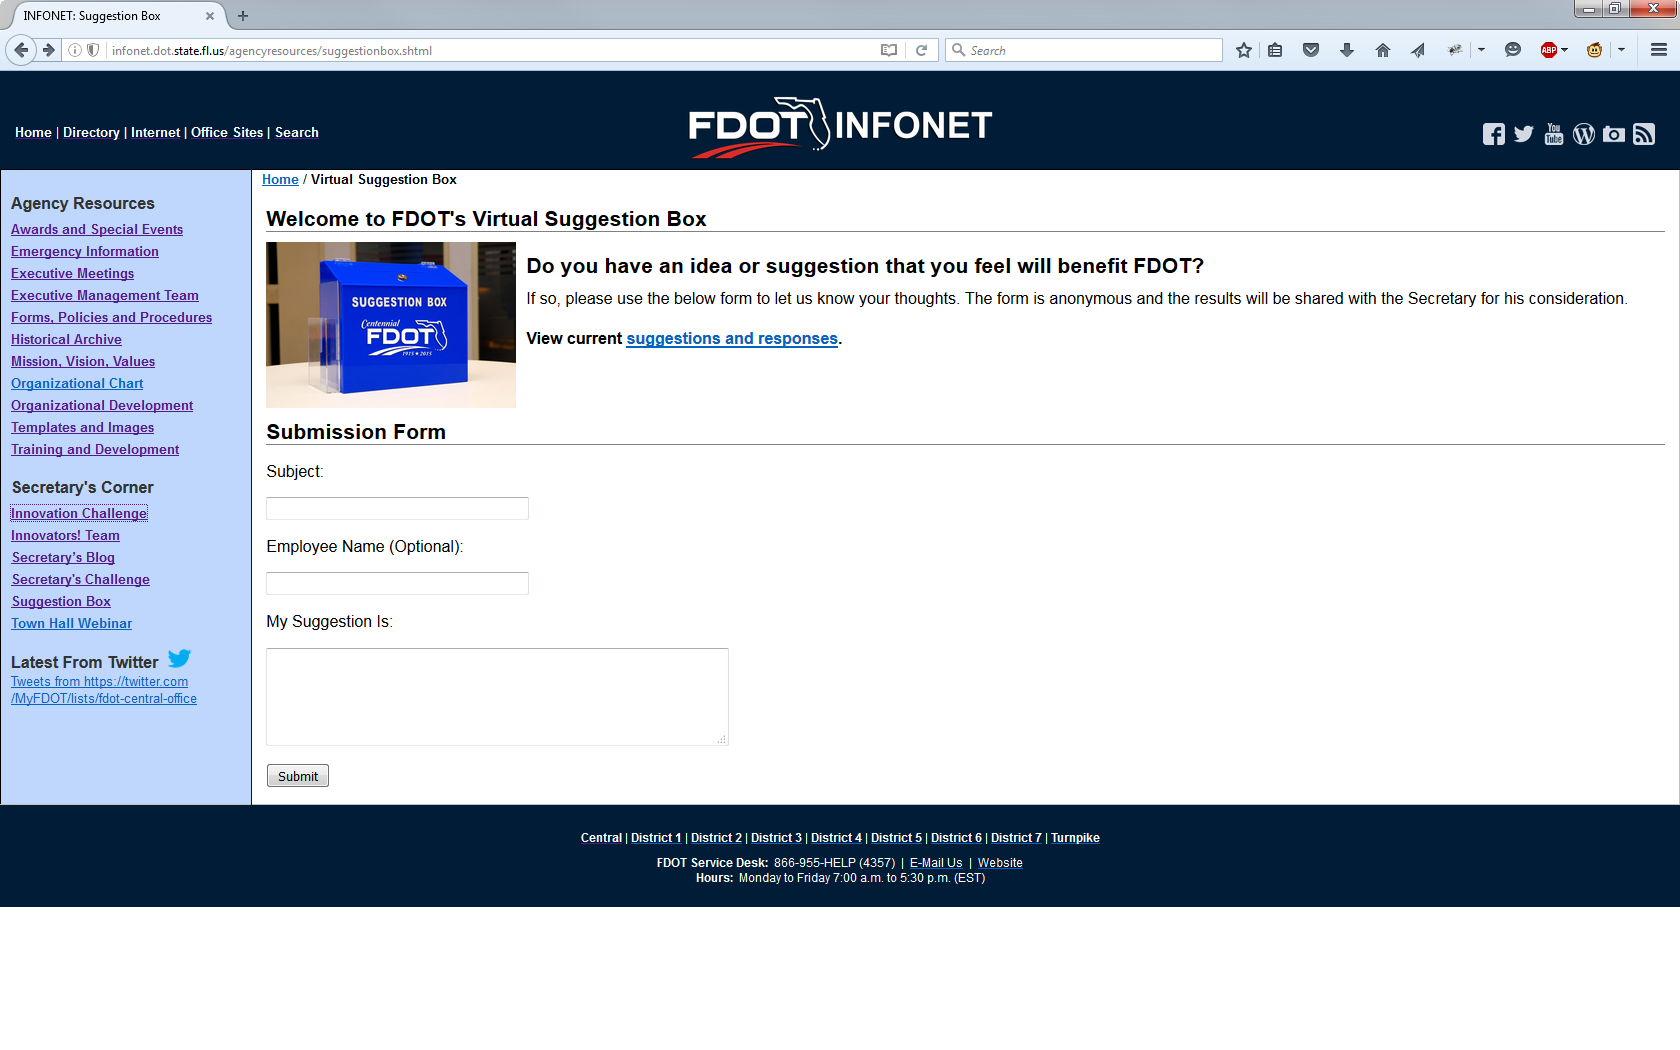 INFONET: Suggestion Box
infonet.dot.state.fl.us/agencyresources/suggestionbox.shtml
Search
ABP
Home | Directory | Internet | Office Sites | Search
FDOT INFONET
You
Tube
Home / Virtual Suggestion Box
Agency Resources
Awards and Special Events
Emergency Information
Executive Meetings
Executive Management Team
Forms, Policies and Procedures
Historical Archive
Mission, Vision, Values
Organizational Chart
Organizational Development
Templates and Images
Training and Development
Secretary's Corner
Innovation Challenge
Innovators! Team
Secretary’s Blog
Secretary's Challenge
Suggestion Box
Town Hall Webinar
Latest From Twitter
Tweets from https://twitter.com
/MyFDOT/lists/fdot-central-office
Welcome to FDOT's Virtual Suggestion Box
SUGGESTION BOX
Centennial
FDOT
1915 ★ 2015
Do you have an idea or suggestion that you feel will benefit FDOT?
If so, please use the below form to let us know your thoughts. The form is anonymous and the results will be shared with the Secretary for his consideration.
View current suggestions and responses.
Submission Form
Subject:
Employee Name (Optional):
My Suggestion Is:
Submit
Central | District 1 | District 2 | District 3 | District 4 | District 5 | District 6 | District 7 | Turnpike
FDOT Service Desk: 866-955-HELP (4357) | E-Mail Us | Website
Hours: Monday to Friday 7:00 a.m. to 5:30 p.m. (EST)